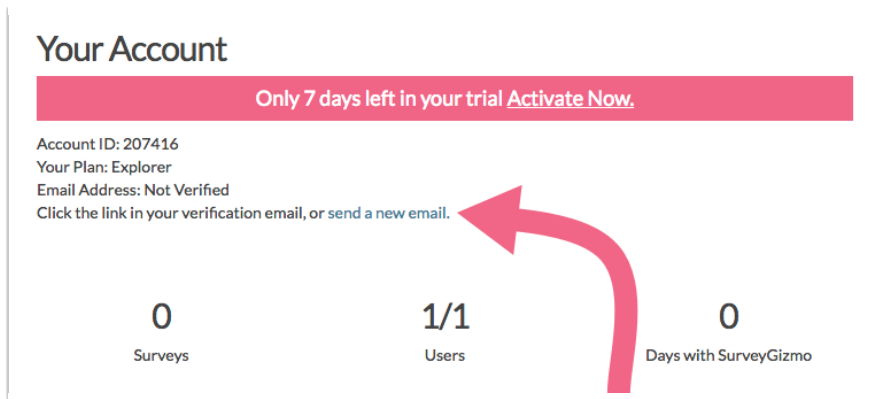 Your Account
Only 7 days left in your trial Activate Now.
Account ID: 207416
Your Plan: Explorer
Email Address: Not Verified
Click the link in your verification email, or send a new email.
0 1/1 0
Surveys Users Days with SurveyGizmo